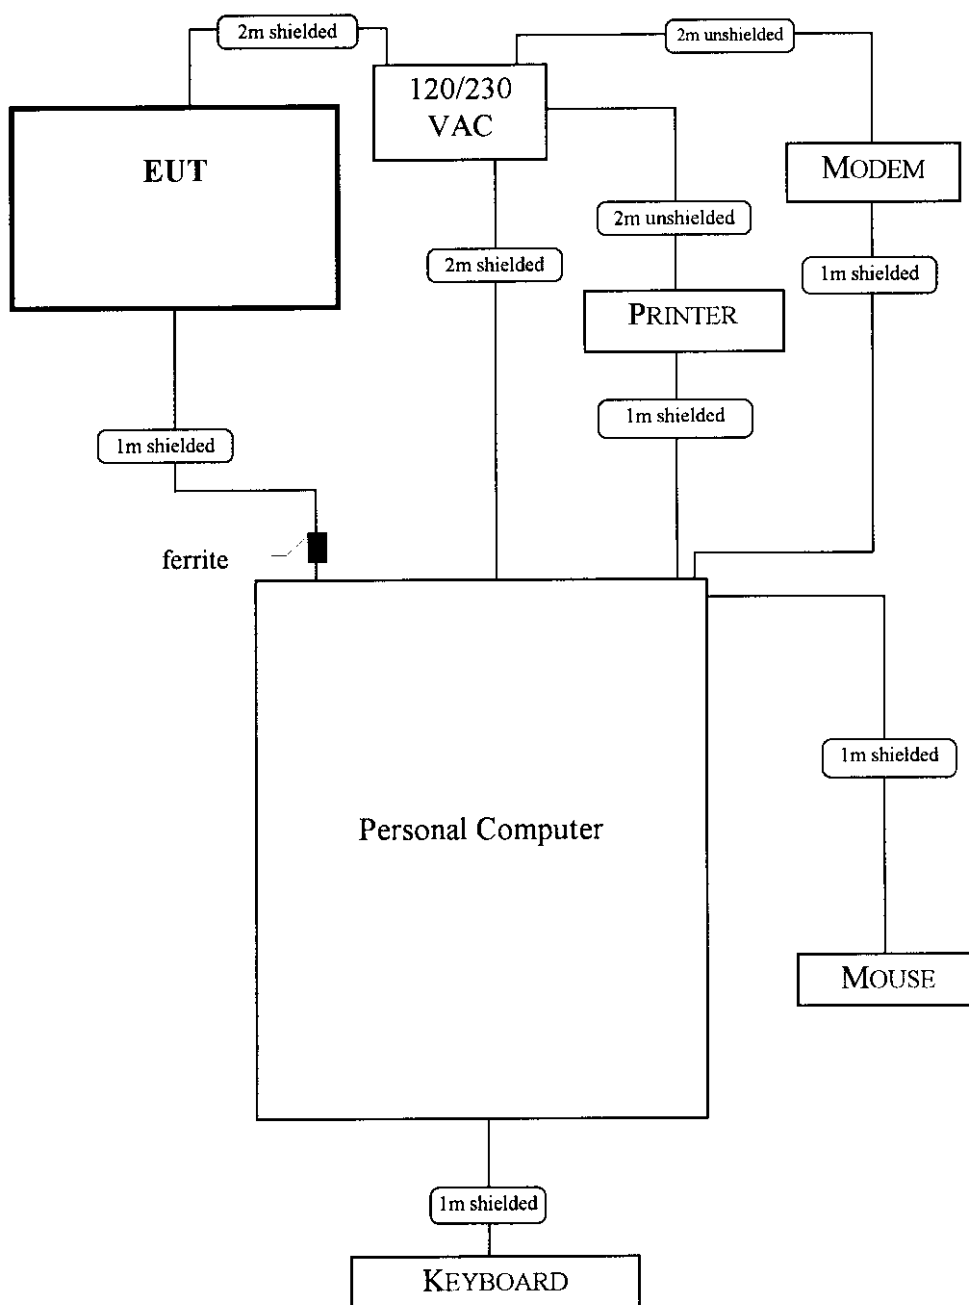 2m shielded
2m unshielded
120/230
VAC
EUT
MODEM
2m unshielded
2m shielded
1m shielded
PRINTER
1m shielded
1m shielded
ferrite
1m shielded
Personal Computer
MOUSE
1m shielded
KEYBOARD